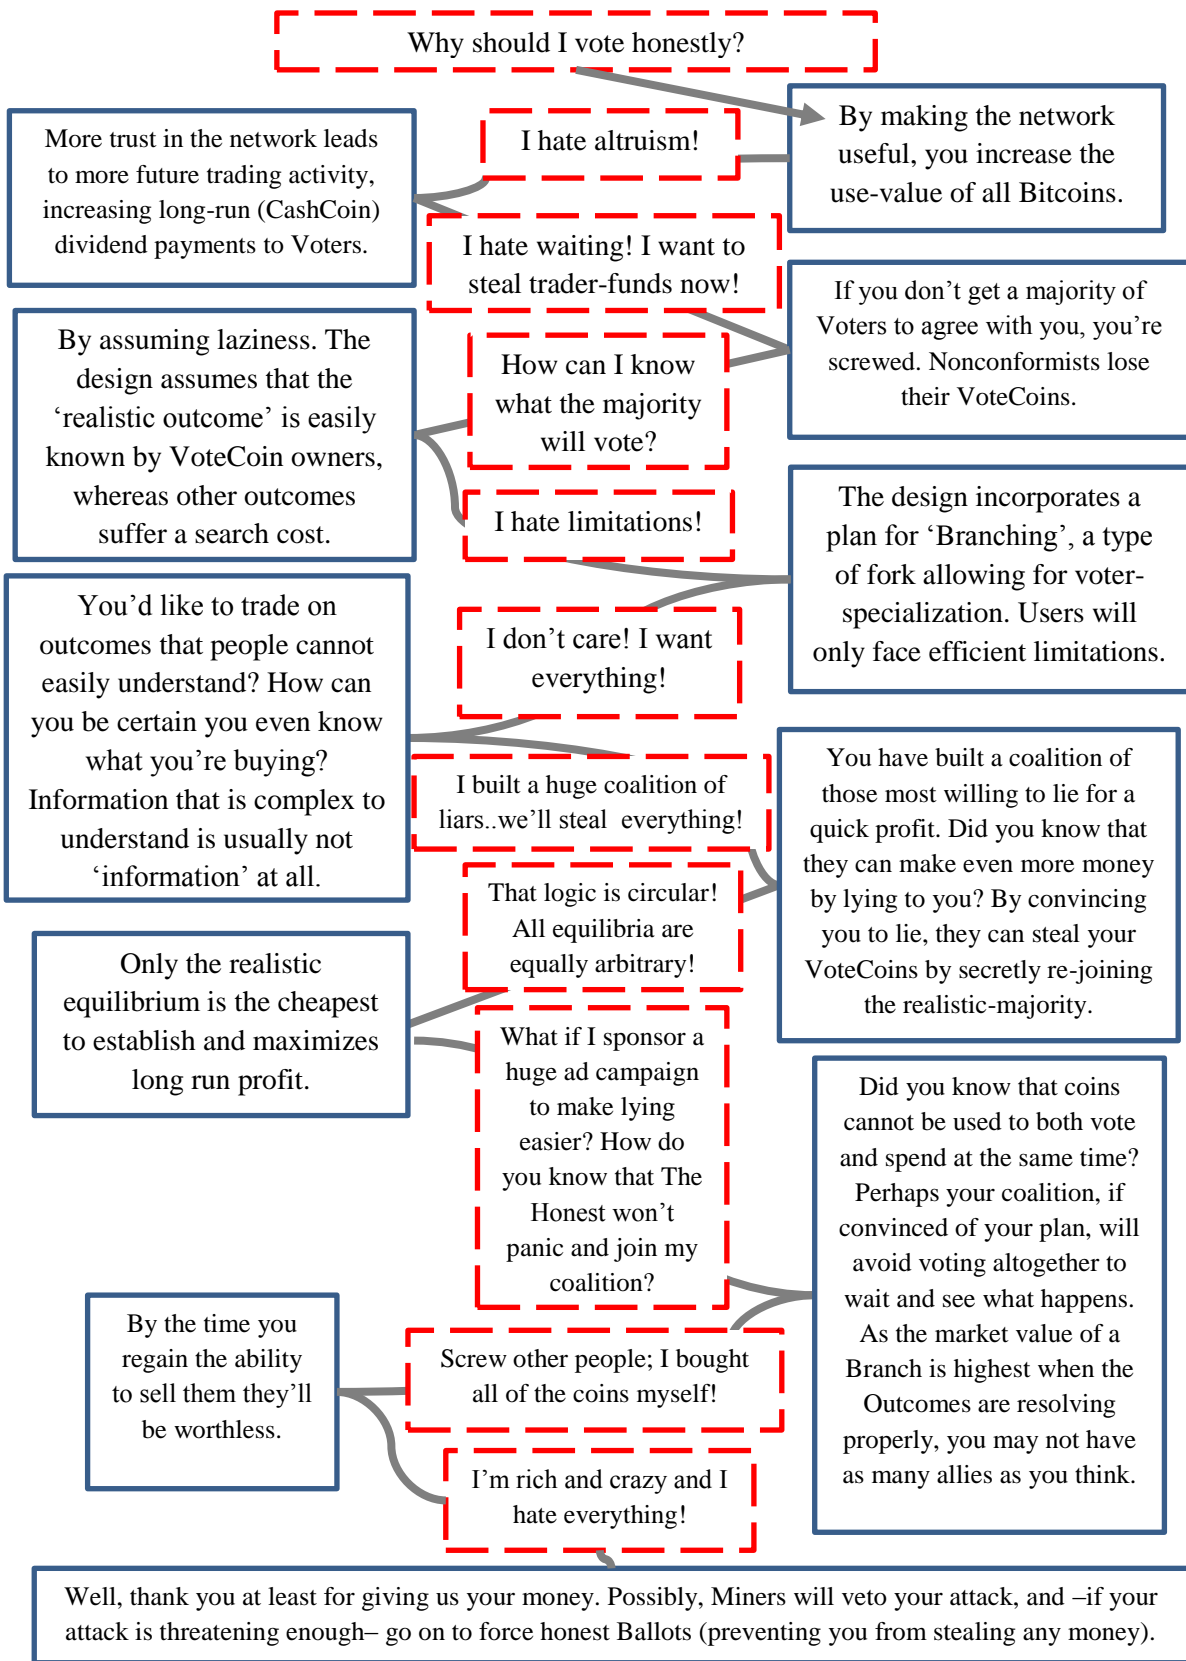 Why should I vote honestly?
By making the network
useful, you increase the
use-value of all Bitcoins.
I hate altruism!
More trust in the network leads
to more future trading activity,
increasing long-run (CashCoin)
dividend payments to Voters.
I hate waiting! I want to
steal trader-funds now!
If you don’t get a majority of
Voters to agree with you, you’re
screwed. Nonconformists lose
their VoteCoins.
How can I know
what the majority
will vote?
By assuming laziness. The
design assumes that the
‘realistic outcome’ is easily
known by VoteCoin owners,
whereas other outcomes
suffer a search cost.
I hate limitations!
The design incorporates a
plan for ‘Branching’, a type
of fork allowing for voter-
specialization. Users will
only face efficient limitations.
I don’t care! I want
everything!
You’d like to trade on
outcomes that people cannot
easily understand? How can
you be certain you even know
what you’re buying?
Information that is complex to
understand is usually not
‘information’ at all.
I built a huge coalition of
liars..we’ll steal everything!
You have built a coalition of
those most willing to lie for a
quick profit. Did you know that
they can make even more money
by lying to you? By convincing
you to lie, they can steal your
VoteCoins by secretly re-joining
the realistic-majority.
That logic is circular!
All equilibria are
equally arbitrary!
Only the realistic
equilibrium is the cheapest
to establish and maximizes
long run profit.
What if I sponsor a
huge ad campaign
to make lying
easier? How do
you know that The
Honest won’t
panic and join my
coalition?
Did you know that coins
cannot be used to both vote
and spend at the same time?
Perhaps your coalition, if
convinced of your plan, will
avoid voting altogether to
wait and see what happens.
As the market value of a
Branch is highest when the
Outcomes are resolving
properly, you may not have
as many allies as you think.
Screw other people; I bought
all of the coins myself!
By the time you
regain the ability
to sell them they’ll
be worthless.
I’m rich and crazy and I
hate everything!
Well, thank you at least for giving us your money. Possibly, Miners will veto your attack, and –if your
attack is threatening enough– go on to force honest Ballots (preventing you from stealing any money).